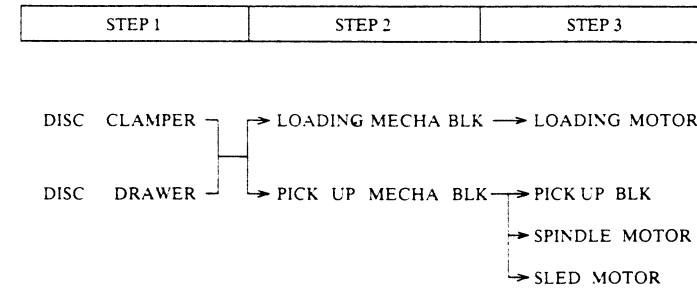 STEP 1 STEP 2 STEP 3
DISC CLAMPER LOADING MECHA BLK LOADING MOTOR
DISC DRAWER PICK UP MECHA BLK PICK UP BLK
SPINDLE MOTOR
SLED MOTOR